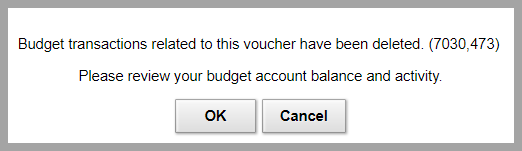 Budget transactions related to this voucher have been deleted. (7030,473)
Please review your budget account balance and activity.
OK Cancel